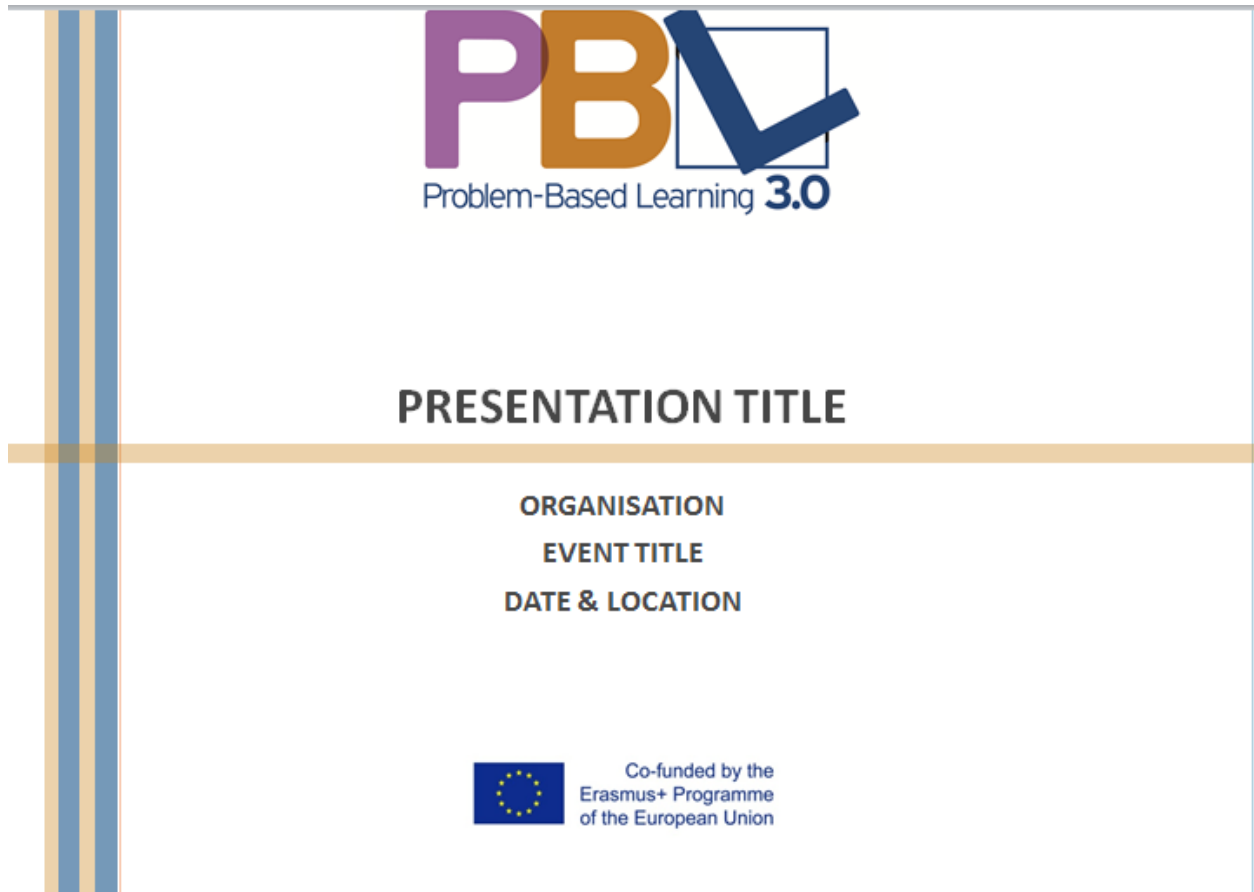 PBL
Problem-Based Learning 3.0
PRESENTATION TITLE
ORGANISATION
EVENT TITLE
DATE & LOCATION
Co-funded by the
Erasmus+ Programme
of the European Union